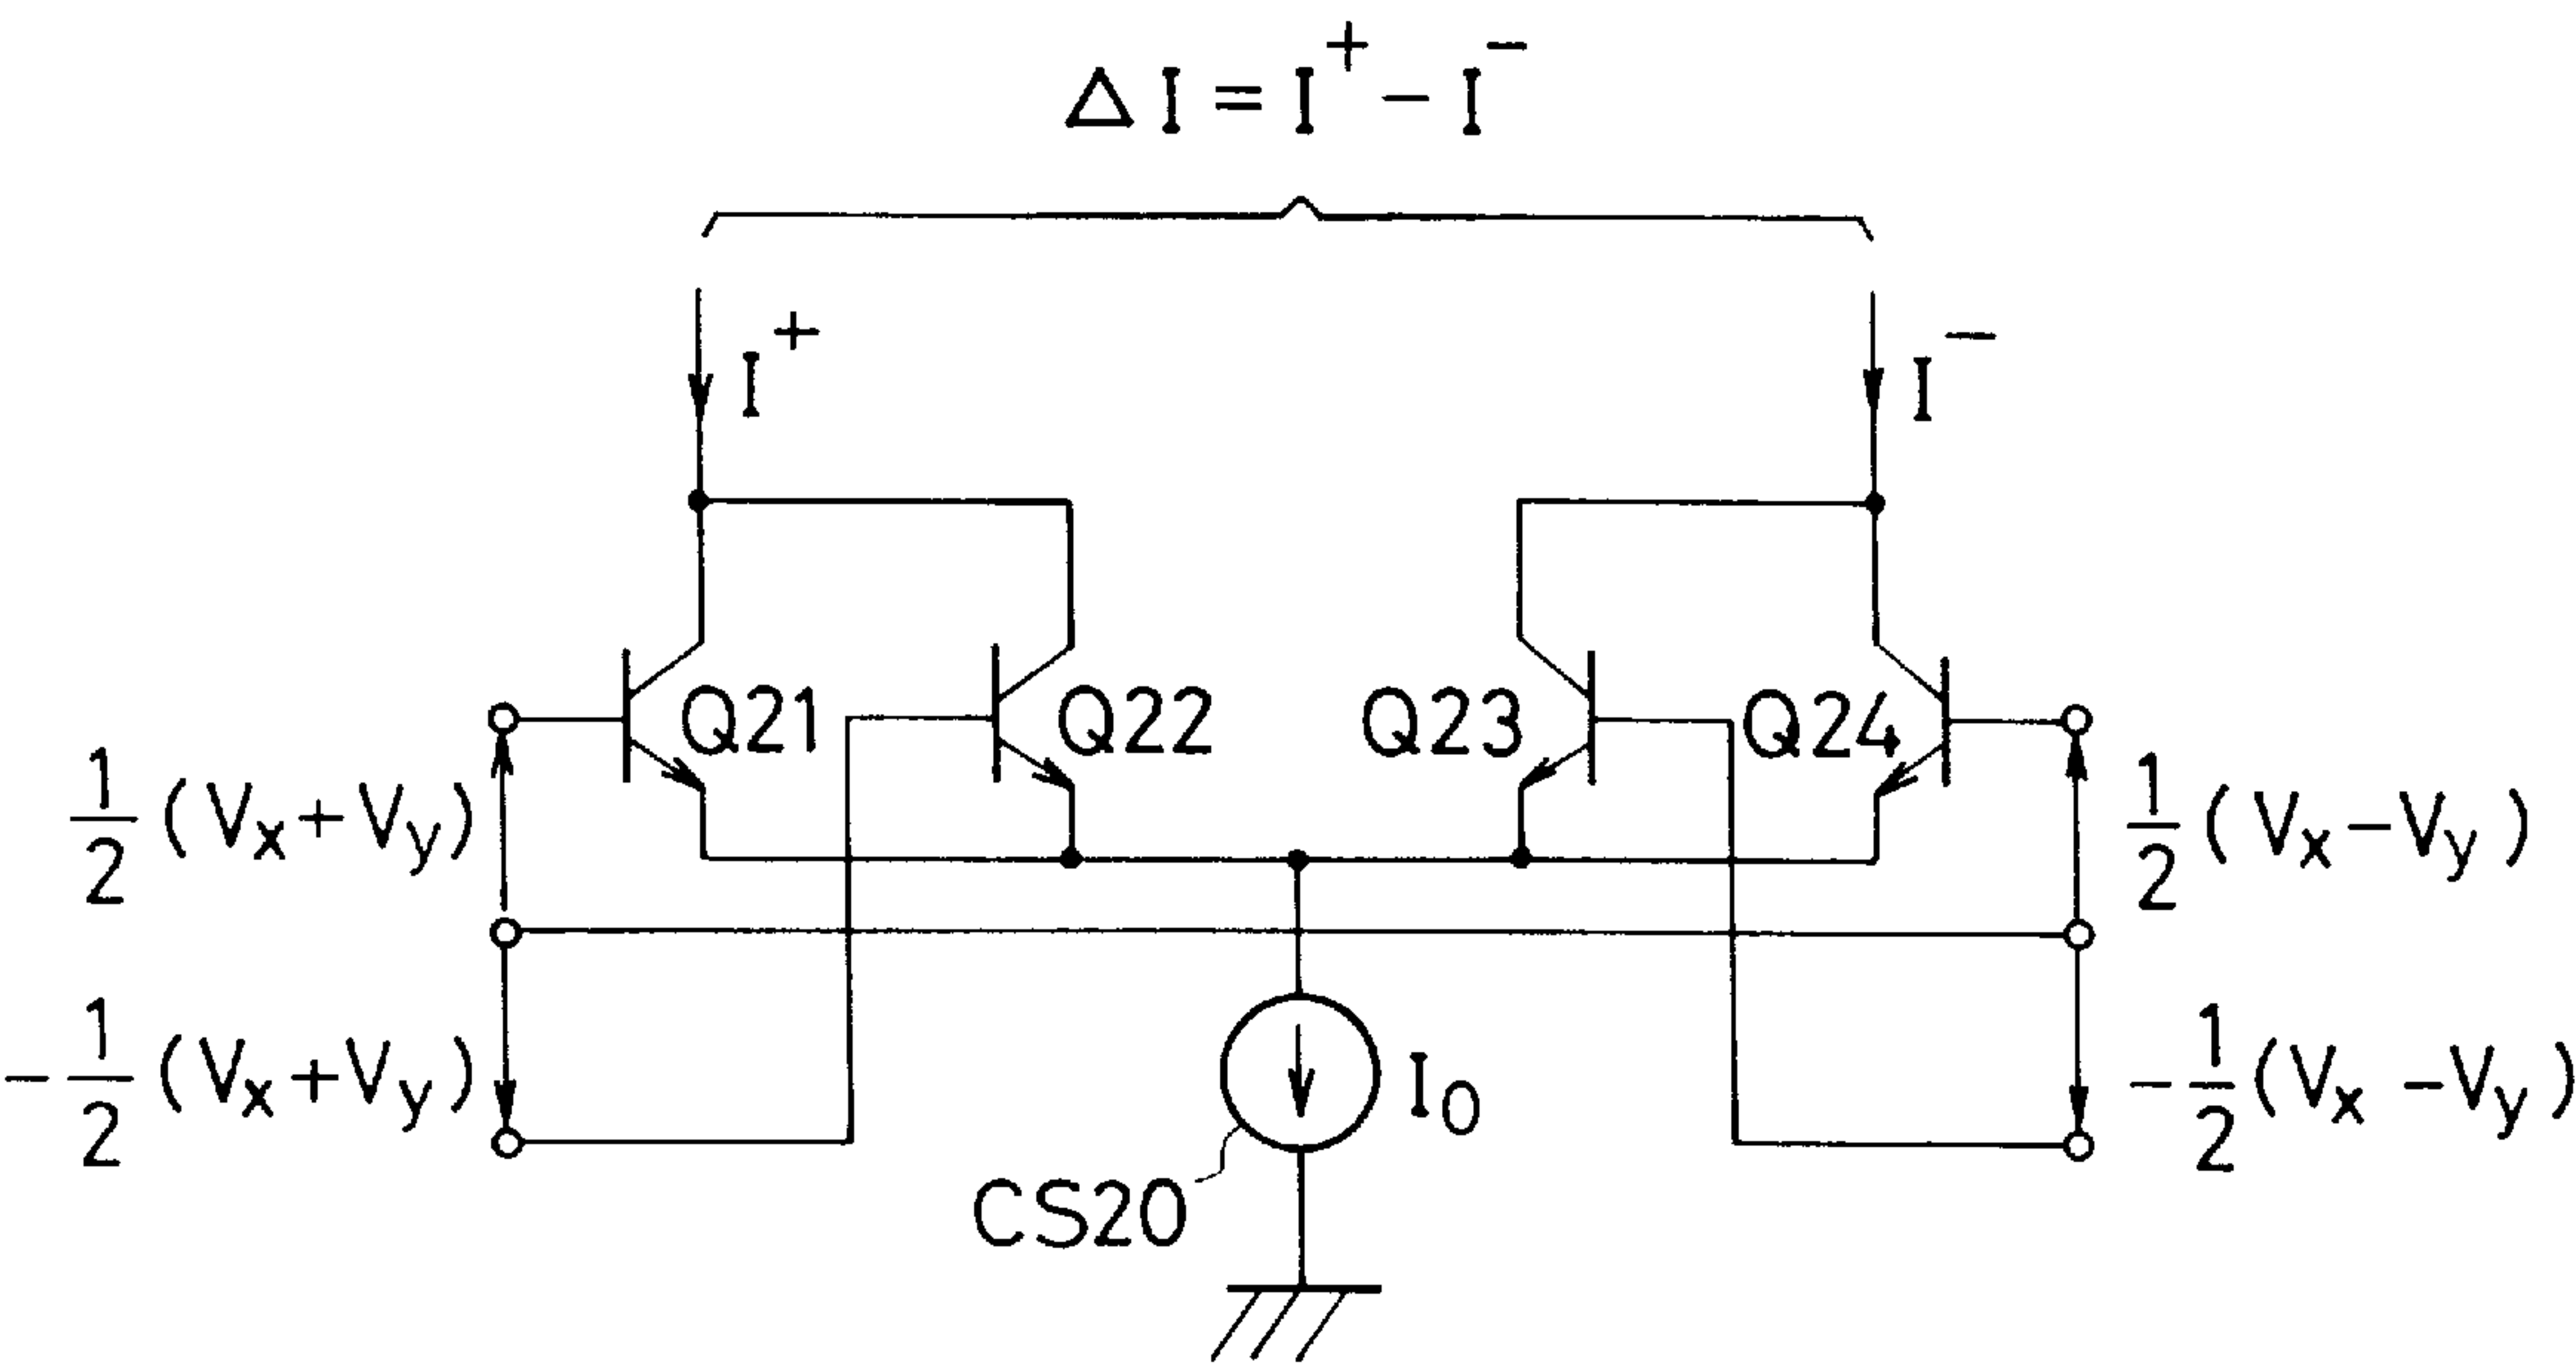 ΔI = I⁺ − I⁻
I⁺
I⁻
Q21
Q22
Q23
Q24
1/2 (Vx + Vy)
1/2 (Vx − Vy)
−1/2 (Vx + Vy)
−1/2 (Vx − Vy)
I0
CS20